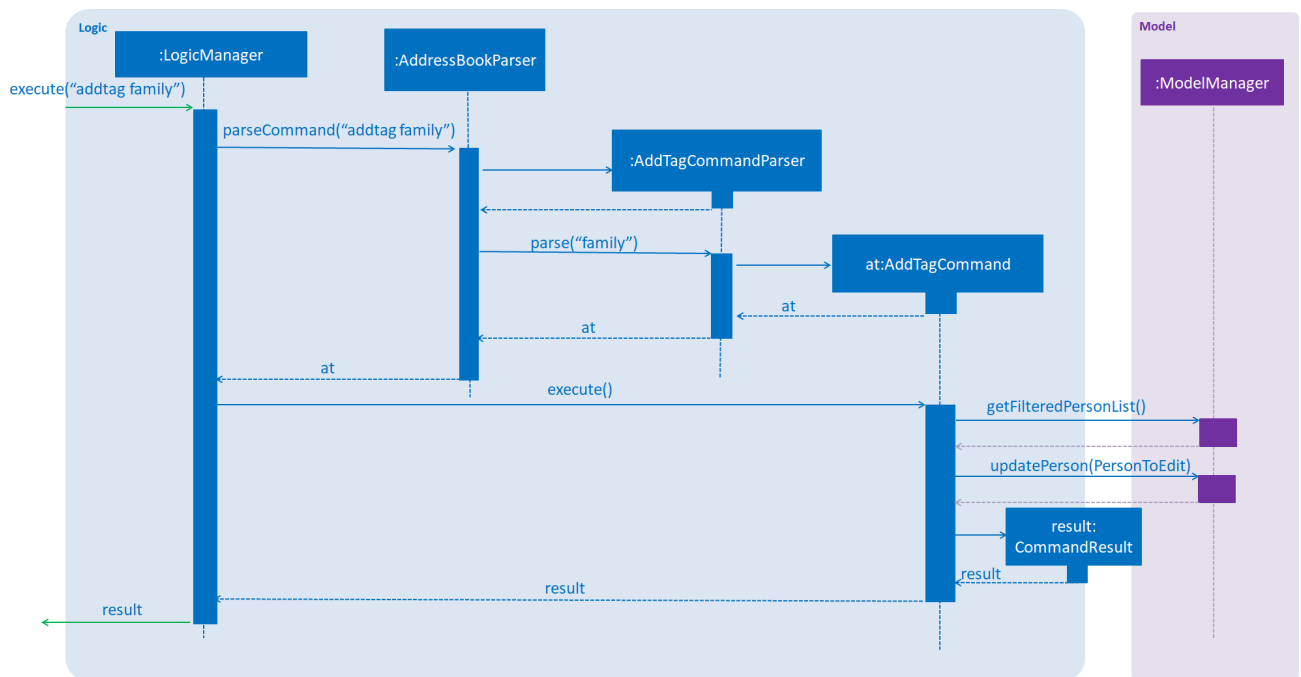 Logic
Model
:LogicManager
:AddressBookParser
:ModelManager
execute(“addtag family”)
parseCommand(“addtag family”)
:AddTagCommandParser
parse(“family”)
at:AddTagCommand
at
at
at
execute()
getFilteredPersonList()
updatePerson(PersonToEdit)
result:
CommandResult
result
result
result